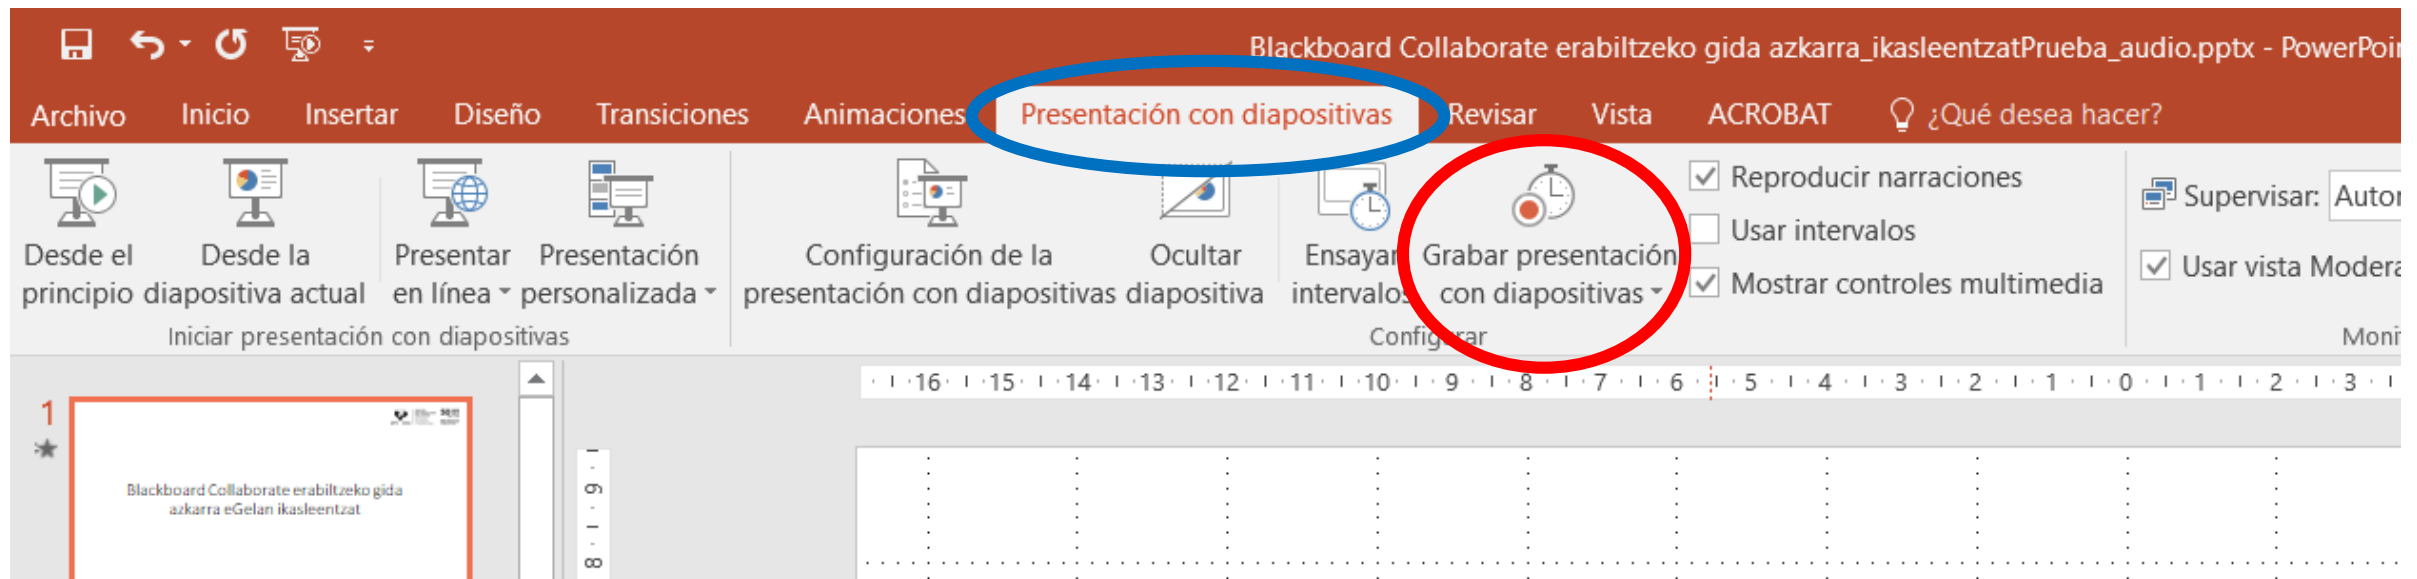 Blackboard Collaborate erabiltzeko gida azkarra_ikasleentzatPrueba_audio.pptx - PowerPoi
Archivo Inicio Insertar Diseño Transiciones Animaciones Presentación con diapositivas Revisar Vista ACROBAT ¿Qué desea hacer?
Desde el principio
Desde la diapositiva actual
Presentar en línea
Presentación personalizada
Iniciar presentación con diapositivas
Configuración de la presentación con diapositivas
Ocultar diapositiva
Ensayar intervalos
Grabar presentación con diapositivas
Reproducir narraciones
Usar intervalos
Mostrar controles multimedia
Configurar
Supervisar: Autor
Usar vista Modera
Moni
16 15 14 13 12 11 10 9 8 7 6 5 4 3 2 1 0 1 2 3
1
Blackboard Collaborate erabiltzeko gida
azkarra eGelan ikasleentzat
9
8